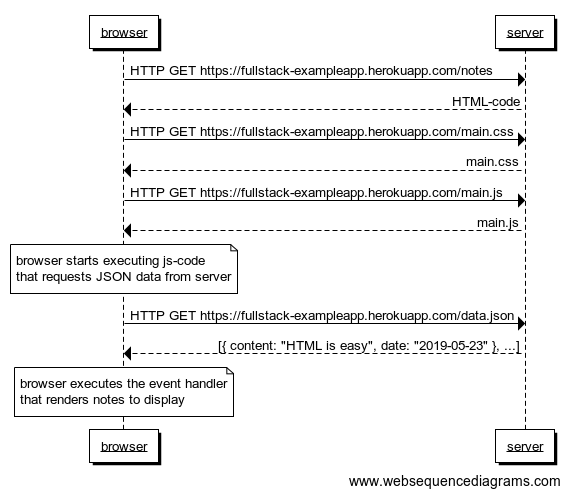 browser server
HTTP GET https://fullstack-exampleapp.herokuapp.com/notes
HTML-code
HTTP GET https://fullstack-exampleapp.herokuapp.com/main.css
main.css
HTTP GET https://fullstack-exampleapp.herokuapp.com/main.js
main.js
browser starts executing js-code
that requests JSON data from server
HTTP GET https://fullstack-exampleapp.herokuapp.com/data.json
[{ content: "HTML is easy", date: "2019-05-23" }, ...]
browser executes the event handler
that renders notes to display
browser server
www.websequencediagrams.com